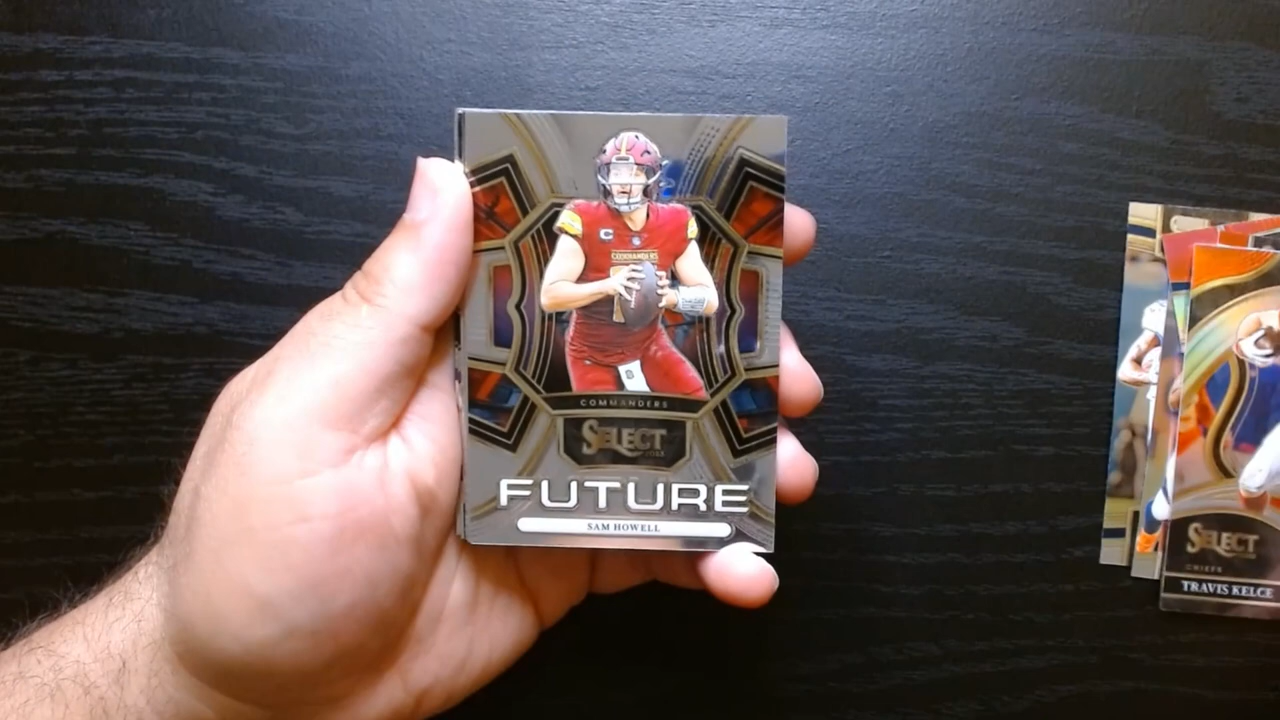 C
COMMANDERS
COMMANDERS
SELECT
FUTURE
SAM HOWELL
SELECT
CHIEFS
TRAVIS KELCE